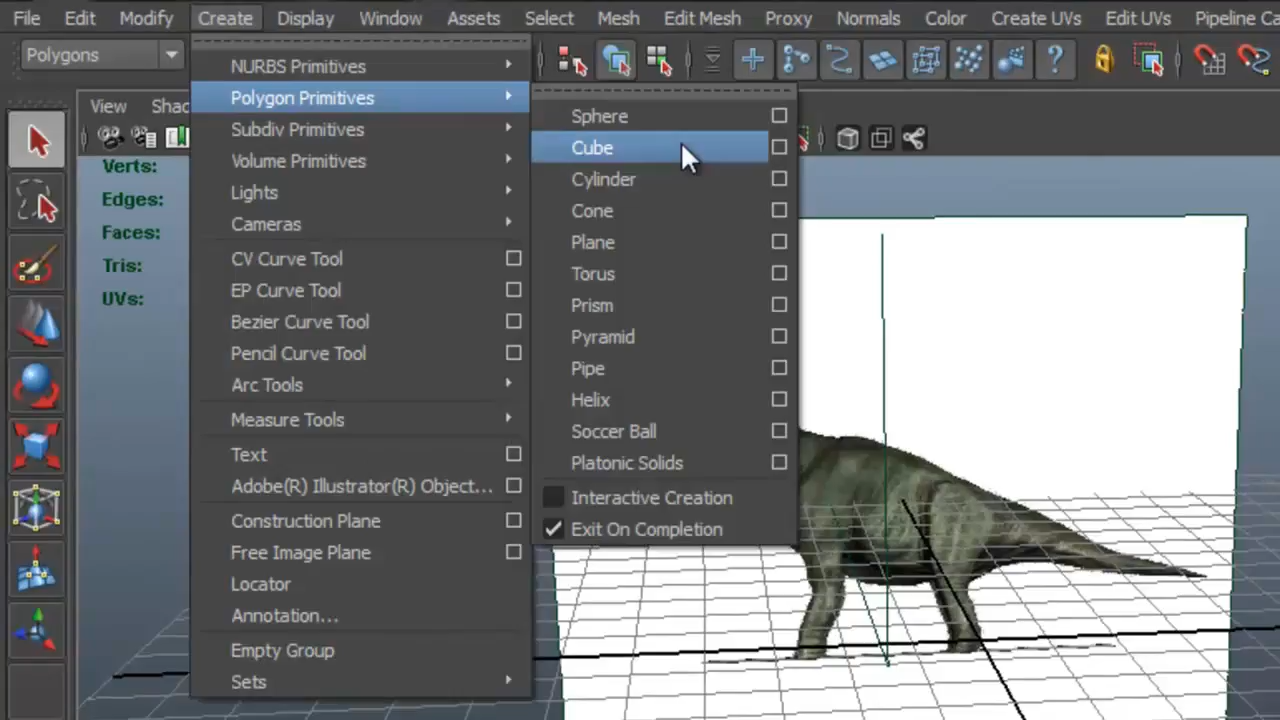 File Edit Modify Create Display Window Assets Select Mesh Edit Mesh Proxy Normals Color Create UVs Edit UVs Pipeline Ca
Polygons
View Shad
Verts:
Edges:
Faces:
Tris:
UVs:
NURBS Primitives
Polygon Primitives
Subdiv Primitives
Volume Primitives
Lights
Cameras
CV Curve Tool
EP Curve Tool
Bezier Curve Tool
Pencil Curve Tool
Arc Tools
Measure Tools
Text
Adobe(R) Illustrator(R) Object...
Construction Plane
Free Image Plane
Locator
Annotation...
Empty Group
Sets
Sphere
Cube
Cylinder
Cone
Plane
Torus
Prism
Pyramid
Pipe
Helix
Soccer Ball
Platonic Solids
Interactive Creation
Exit On Completion